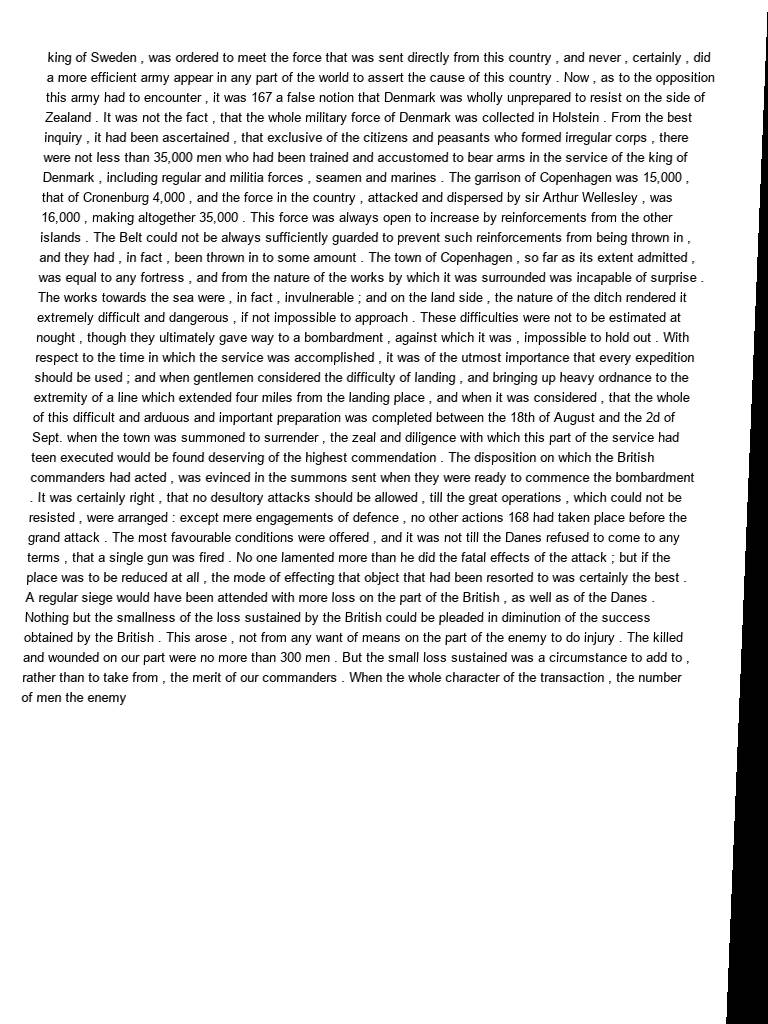 king of Sweden , was ordered to meet the force that was sent directly from this country , and never , certainly , did
a more efficient army appear in any part of the world to assert the cause of this country . Now , as to the opposition
this army had to encounter , it was 167 a false notion that Denmark was wholly unprepared to resist on the side of
Zealand . It was not the fact , that the whole military force of Denmark was collected in Holstein . From the best
inquiry , it had been ascertained , that exclusive of the citizens and peasants who formed irregular corps , there
were not less than 35,000 men who had been trained and accustomed to bear arms in the service of the king of
Denmark , including regular and militia forces , seamen and marines . The garrison of Copenhagen was 15,000 ,
that of Cronenburg 4,000 , and the force in the country , attacked and dispersed by sir Arthur Wellesley , was
16,000 , making altogether 35,000 . This force was always open to increase by reinforcements from the other
islands . The Belt could not be always sufficiently guarded to prevent such reinforcements from being thrown in ,
and they had , in fact , been thrown in to some amount . The town of Copenhagen , so far as its extent admitted ,
was equal to any fortress , and from the nature of the works by which it was surrounded was incapable of surprise .
The works towards the sea were , in fact , invulnerable ; and on the land side , the nature of the ditch rendered it
extremely difficult and dangerous , if not impossible to approach . These difficulties were not to be estimated at
nought , though they ultimately gave way to a bombardment , against which it was , impossible to hold out . With
respect to the time in which the service was accomplished , it was of the utmost importance that every expedition
should be used ; and when gentlemen considered the difficulty of landing , and bringing up heavy ordnance to the
extremity of a line which extended four miles from the landing place , and when it was considered , that the whole
of this difficult and arduous and important preparation was completed between the 18th of August and the 2d of
Sept. when the town was summoned to surrender , the zeal and diligence with which this part of the service had
teen executed would be found deserving of the highest commendation . The disposition on which the British
commanders had acted , was evinced in the summons sent when they were ready to commence the bombardment
. It was certainly right , that no desultory attacks should be allowed , till the great operations , which could not be
resisted , were arranged : except mere engagements of defence , no other actions 168 had taken place before the
grand attack . The most favourable conditions were offered , and it was not till the Danes refused to come to any
terms , that a single gun was fired . No one lamented more than he did the fatal effects of the attack ; but if the
place was to be reduced at all , the mode of effecting that object that had been resorted to was certainly the best .
A regular siege would have been attended with more loss on the part of the British , as well as of the Danes .
Nothing but the smallness of the loss sustained by the British could be pleaded in diminution of the success
obtained by the British . This arose , not from any want of means on the part of the enemy to do injury . The killed
and wounded on our part were no more than 300 men . But the small loss sustained was a circumstance to add to ,
rather than to take from , the merit of our commanders . When the whole character of the transaction , the number
of men the enemy